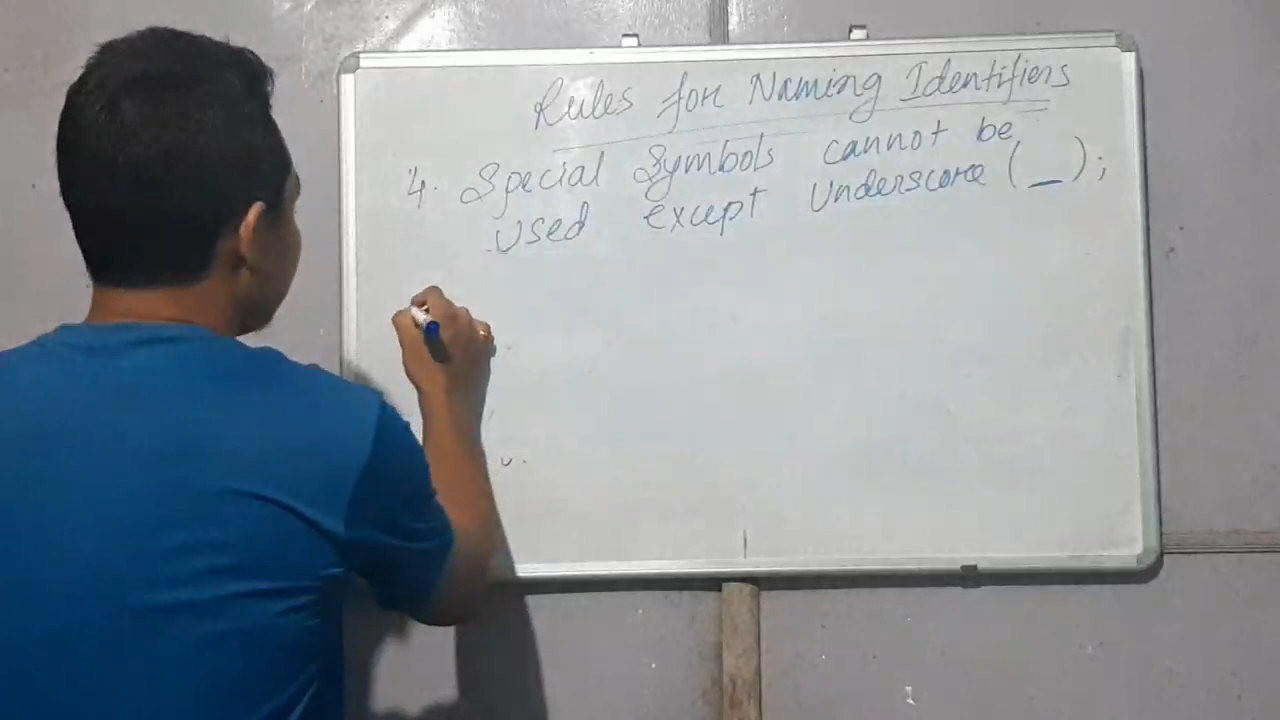 Rules for Naming Identifiers
4. Special Symbols cannot be
used except Underscore (_);